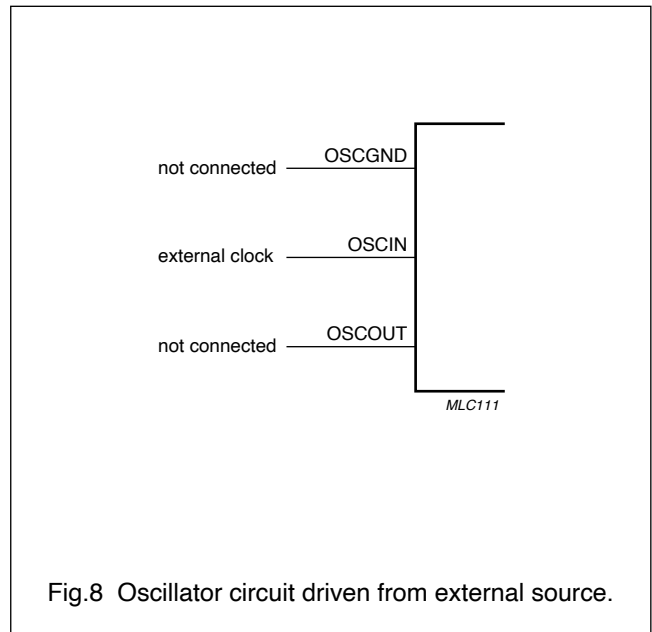 not connected OSCGND
external clock OSCIN
not connected OSCOUT
MLC111
Fig.8 Oscillator circuit driven from external source.